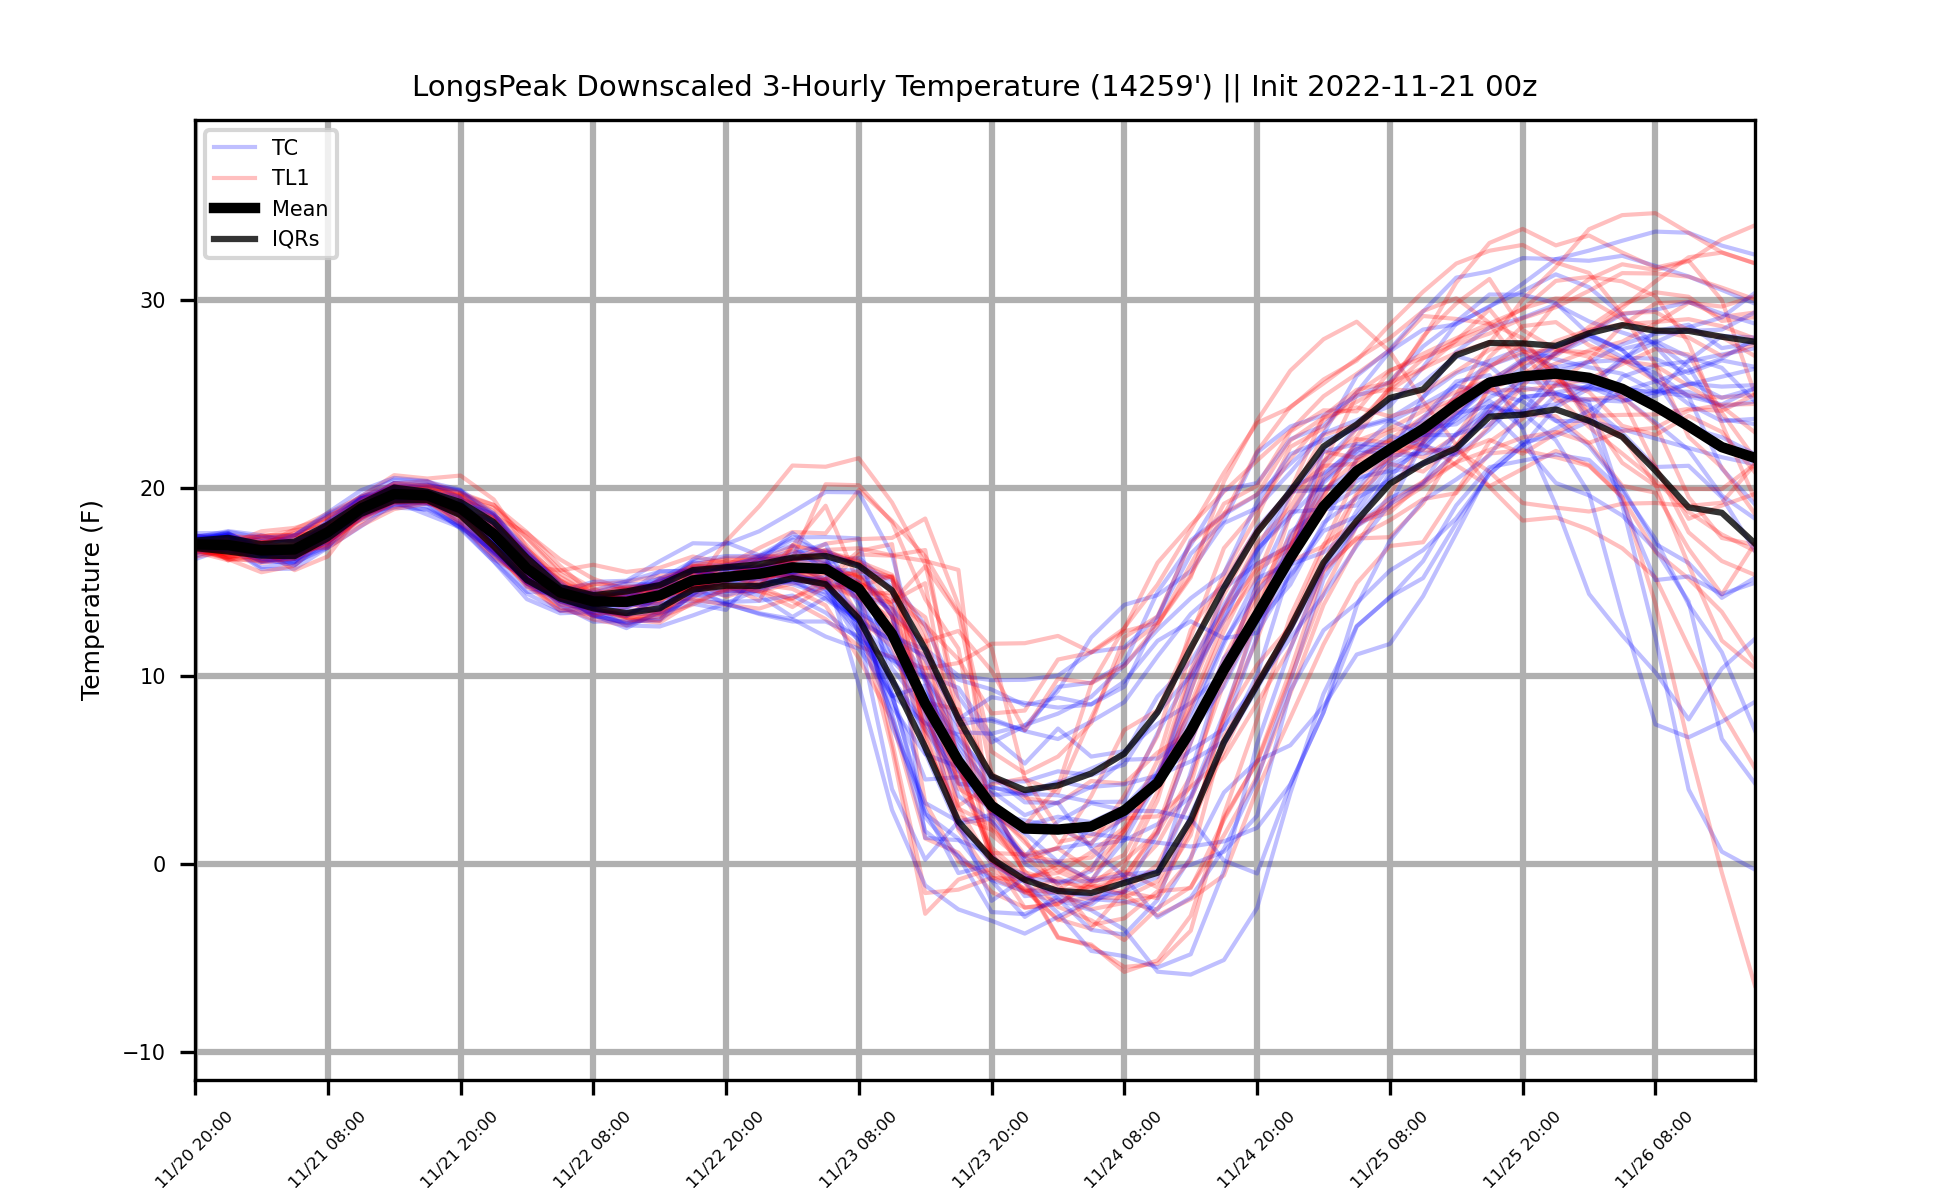 LongsPeak Downscaled 3-Hourly Temperature (14259') || Init 2022-11-21 00z
TC
TL1
Mean
IQRs
Temperature (F)
30
20
10
0
−10
11/20 20:00
11/21 08:00
11/21 20:00
11/22 08:00
11/22 20:00
11/23 08:00
11/23 20:00
11/24 08:00
11/24 20:00
11/25 08:00
11/25 20:00
11/26 08:00